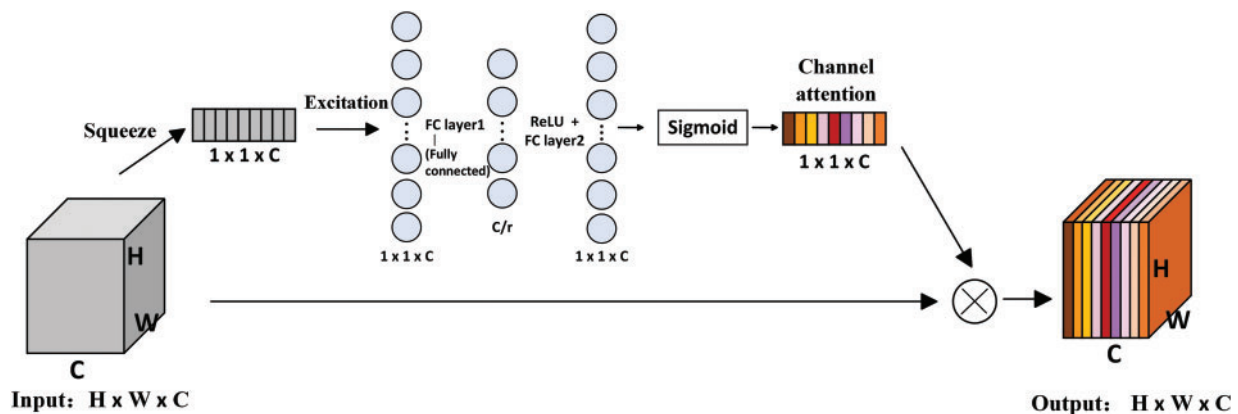 Squeeze
1 x 1 x C
Excitation
FC layer1
(Fully
connected)
1 x 1 x C
C/r
ReLU +
FC layer2
1 x 1 x C
Sigmoid
Channel
attention
1 x 1 x C
H
W
C
Input: H x W x C
H
W
C
Output: H x W x C